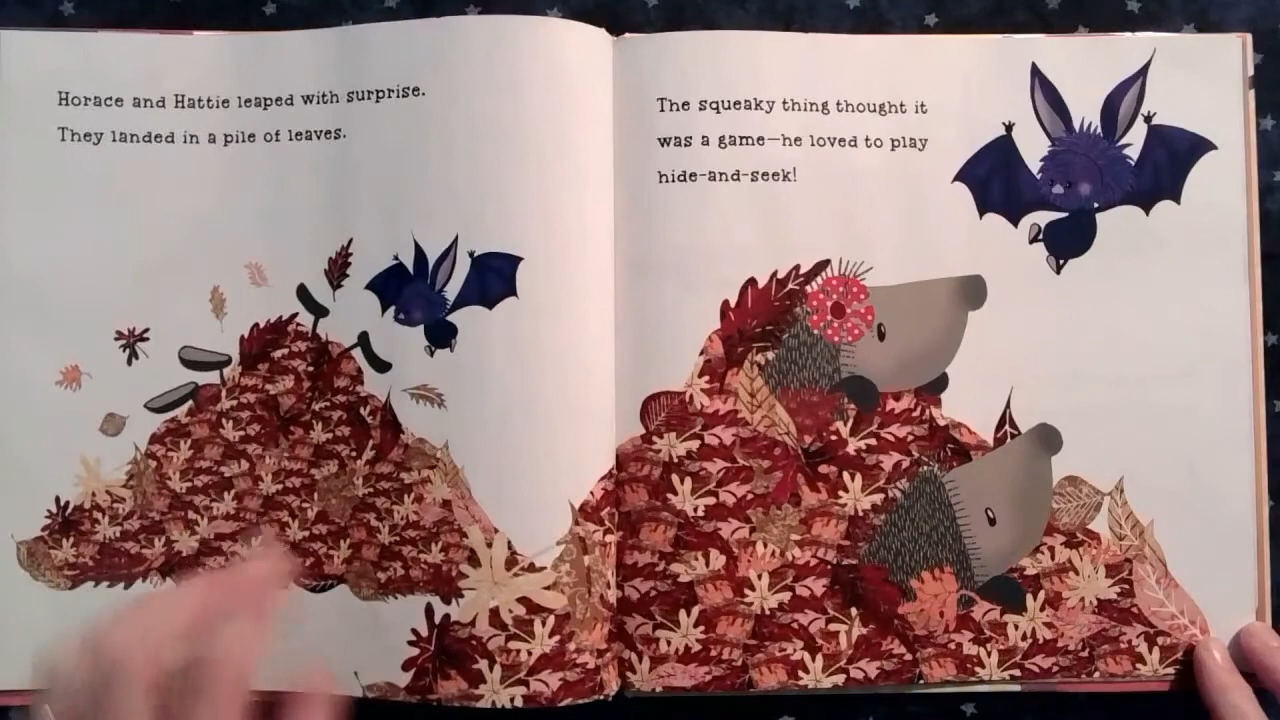 Horace and Hattie leaped with surprise.
They landed in a pile of leaves.
The squeaky thing thought it
was a game—he loved to play
hide-and-seek!